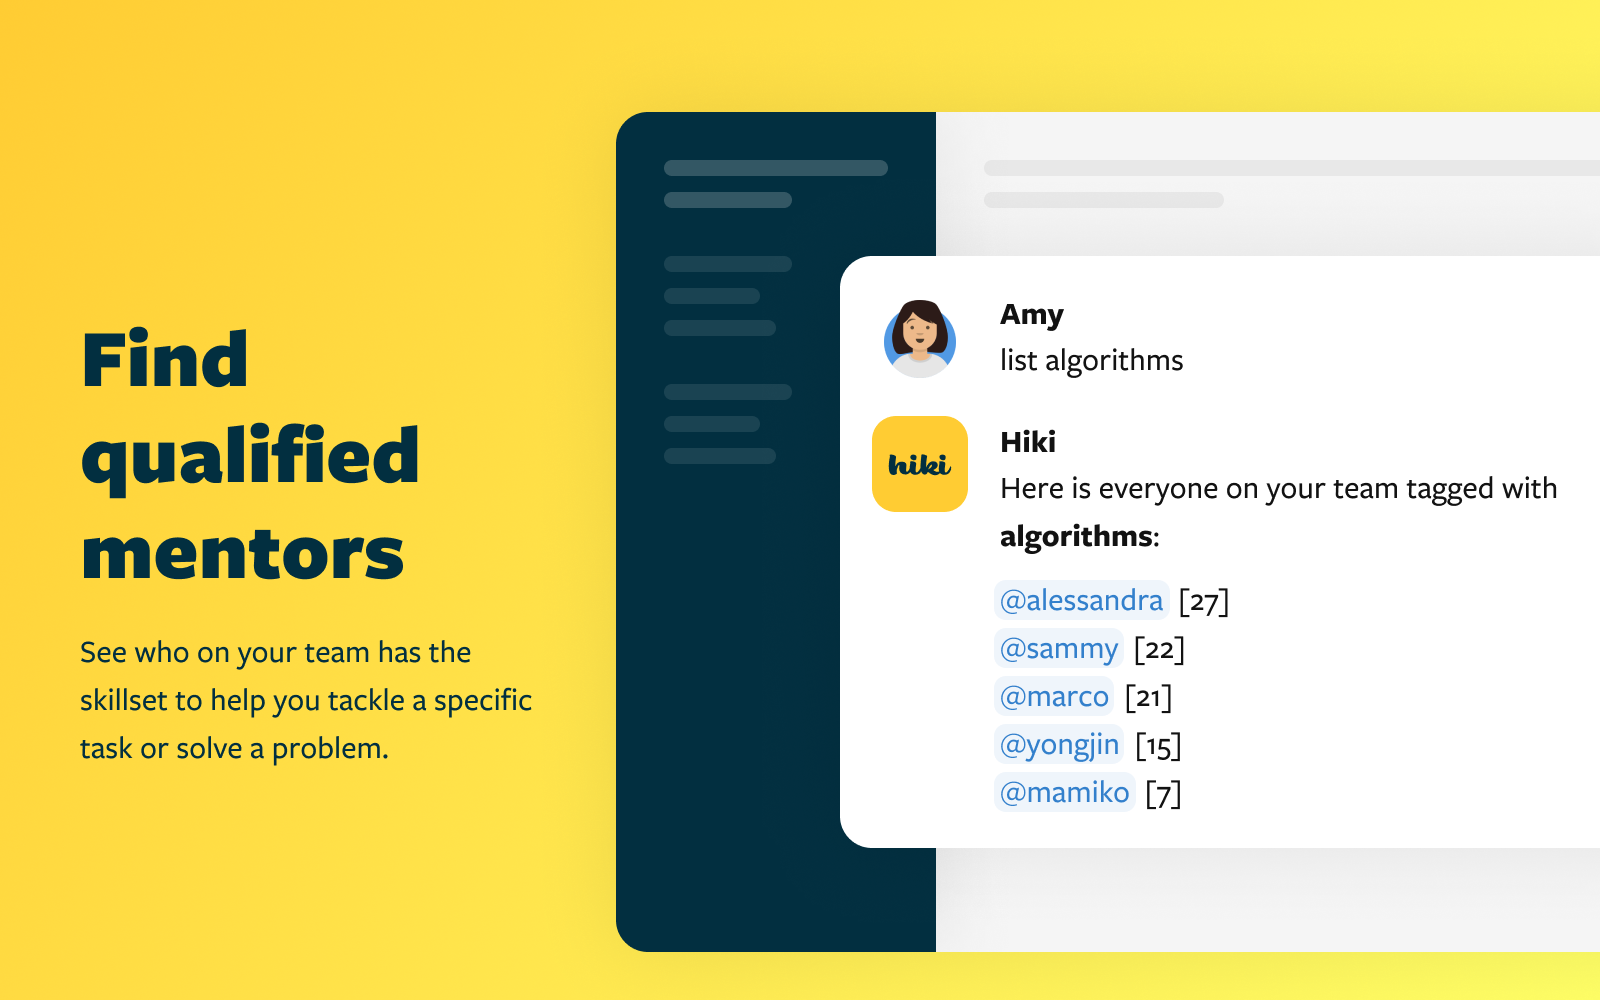 Find
qualified
mentors
See who on your team has the
skillset to help you tackle a specific
task or solve a problem.
Amy
list algorithms
hiki
Hiki
Here is everyone on your team tagged with
algorithms:
@alessandra [27]
@sammy [22]
@marco [21]
@yongjin [15]
@mamiko [7]